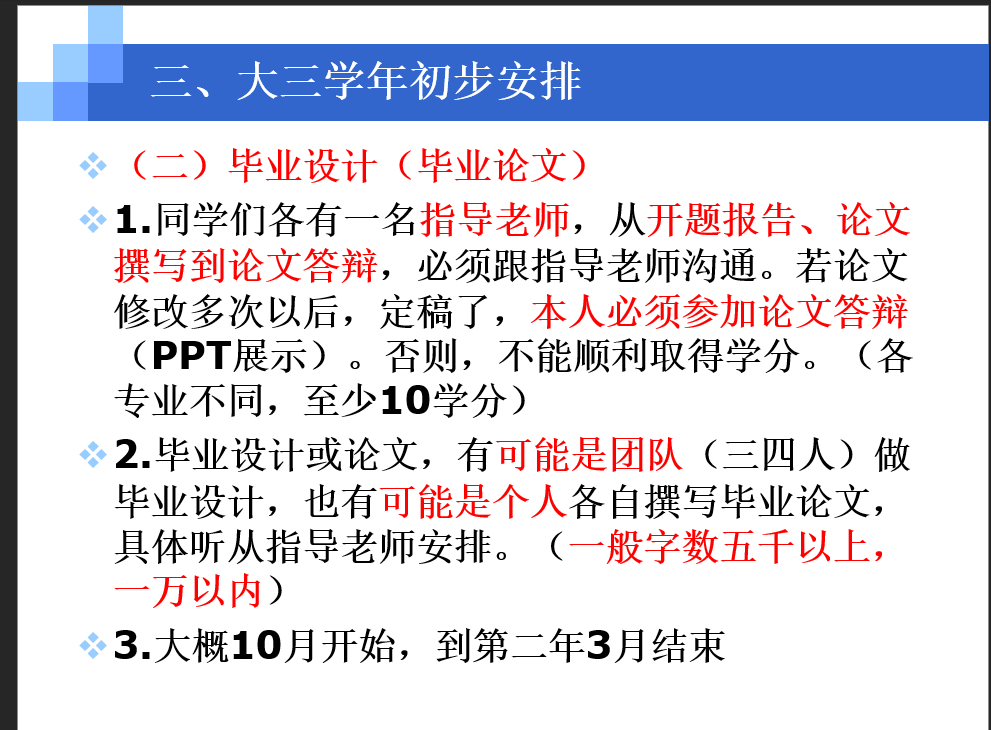 三、大三学年初步安排
（二）毕业设计（毕业论文）
1.同学们各有一名指导老师，从开题报告、论文
撰写到论文答辩，必须跟指导老师沟通。若论文
修改多次以后，定稿了，本人必须参加论文答辩
（PPT展示）。否则，不能顺利取得学分。（各
专业不同，至少10学分）
2.毕业设计或论文，有可能是团队（三四人）做
毕业设计，也有可能是个人各自撰写毕业论文，
具体听从指导老师安排。（一般字数五千以上，
一万以内）
3.大概10月开始，到第二年3月结束